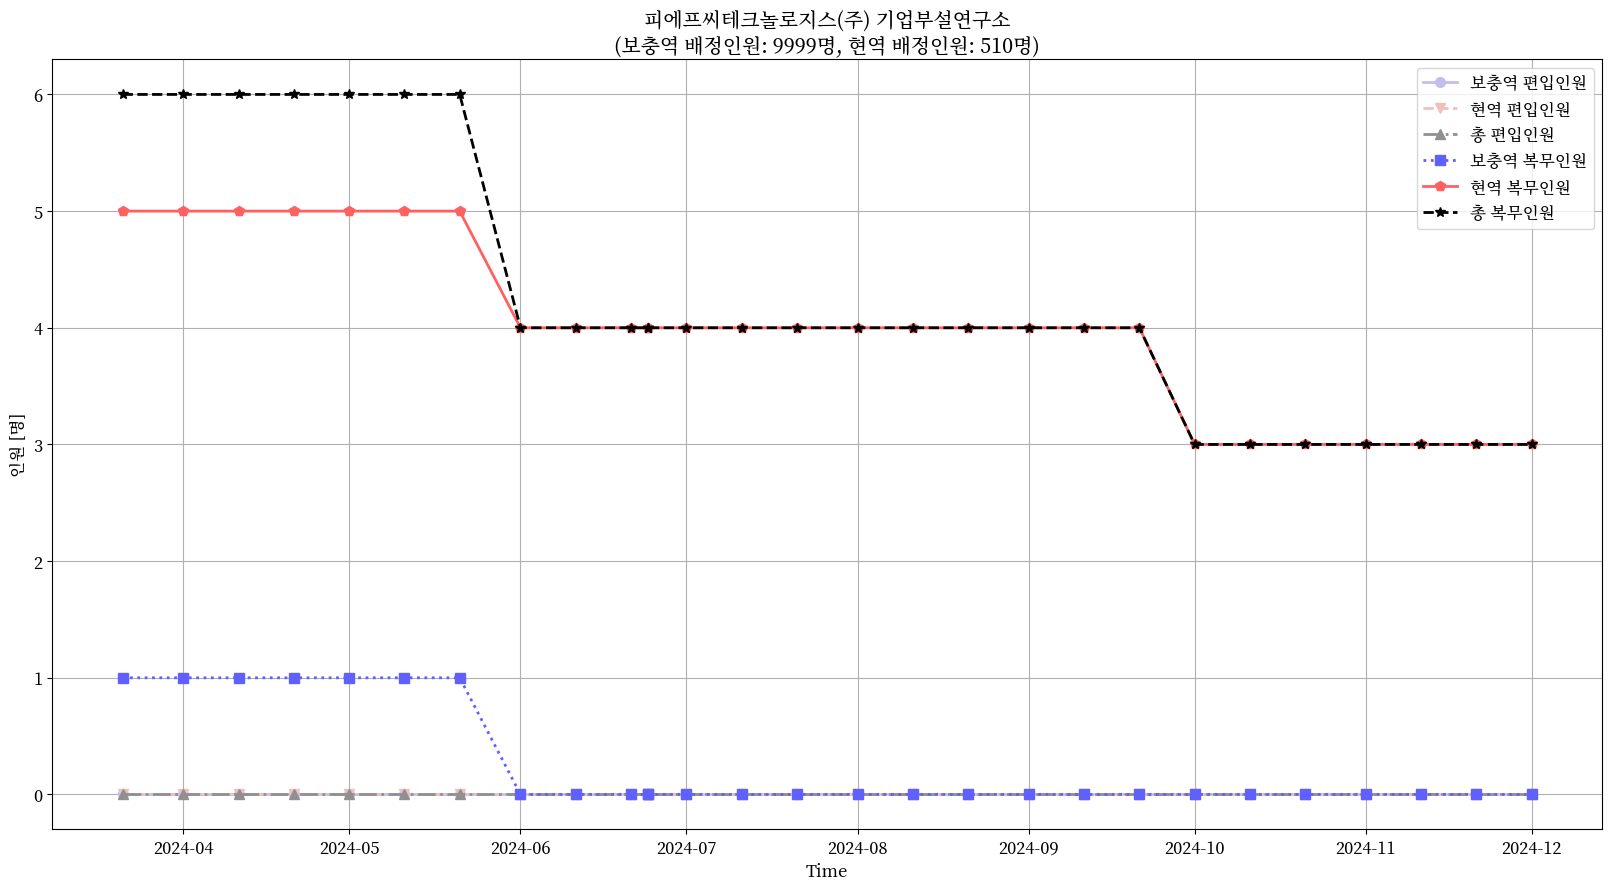 피에프씨테크놀로지스(주) 기업부설연구소
(보충역 배정인원: 9999명, 현역 배정인원: 510명)
보충역 편입인원
현역 편입인원
총 편입인원
보충역 복무인원
현역 복무인원
총 복무인원
인원 [명]
6
5
4
3
2
1
0
2024-04
2024-05
2024-06
2024-07
2024-08
2024-09
2024-10
2024-11
2024-12
Time